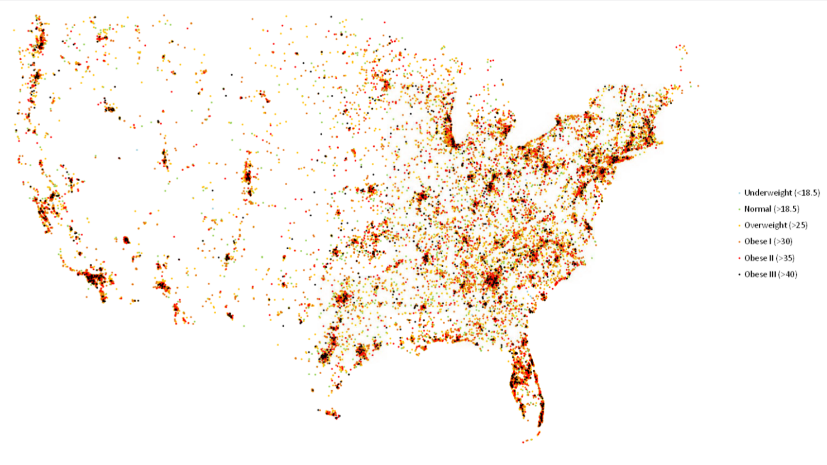 Underweight (<18.5)
Normal (>18.5)
Overweight (>25)
Obese I (>30)
Obese II (>35)
Obese III (>40)